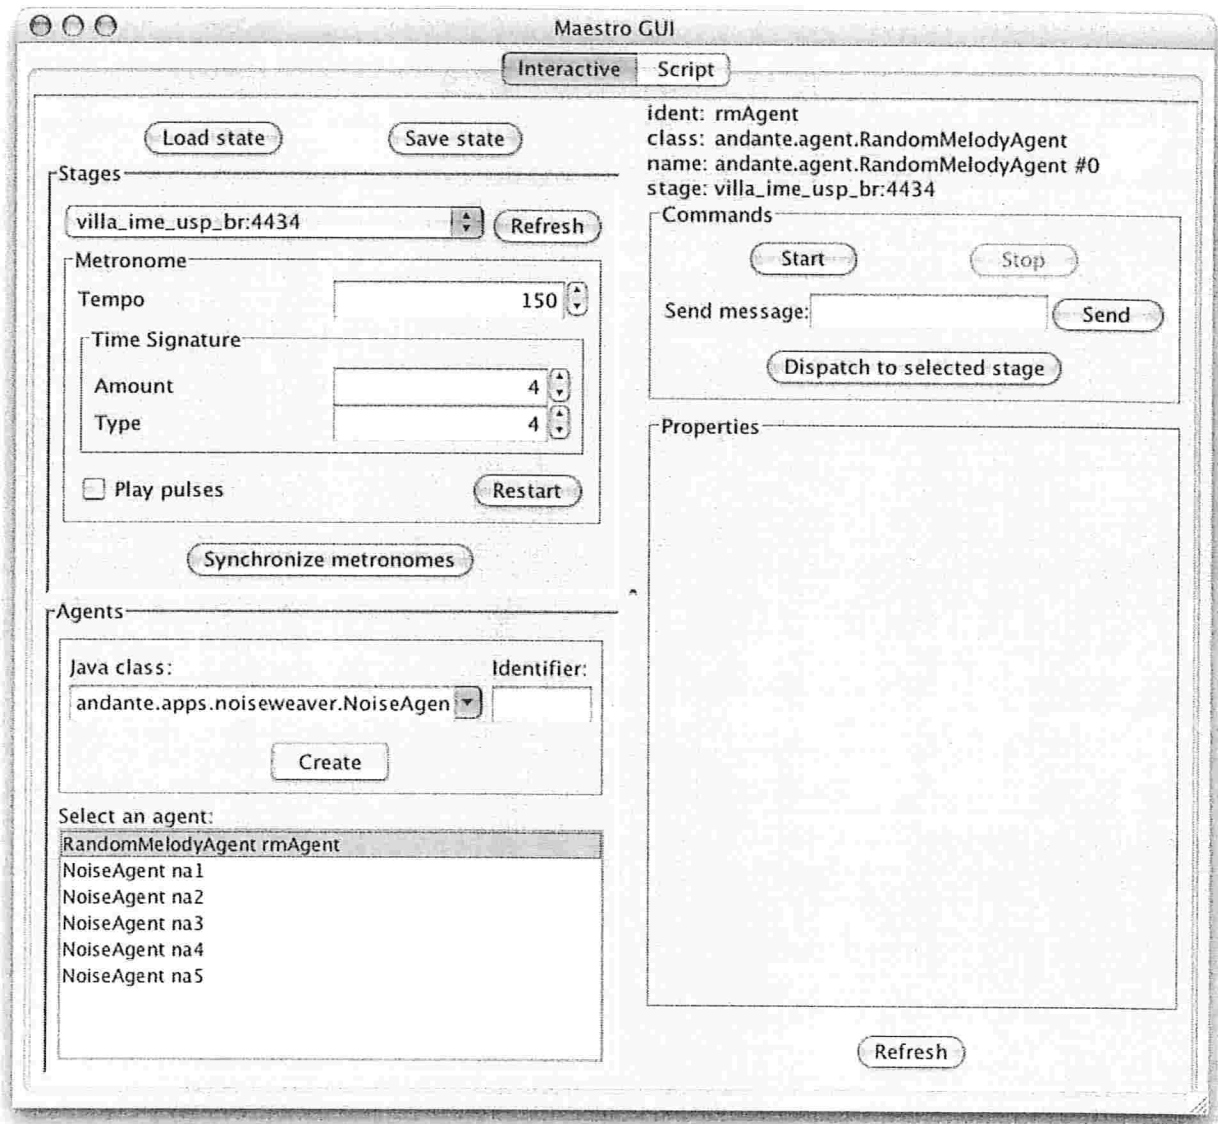 Maestro GUI
Interactive Script
Load state Save state
Stages
villa_ime_usp_br:4434 Refresh
Metronome
Tempo 150
Time Signature
Amount 4
Type 4
Play pulses Restart
Synchronize metronomes
Agents
Java class: Identifier:
andante.apps.noiseweaver.NoiseAgen
Create
Select an agent:
RandomMelodyAgent rmAgent
NoiseAgent na1
NoiseAgent na2
NoiseAgent na3
NoiseAgent na4
NoiseAgent na5
ident: rmAgent
class: andante.agent.RandomMelodyAgent
name: andante.agent.RandomMelodyAgent #0
stage: villa_ime_usp_br:4434
Commands
Start Stop
Send message: Send
Dispatch to selected stage
Properties
Refresh